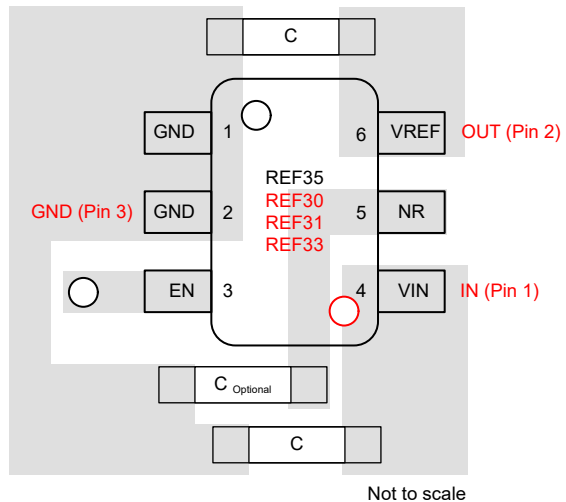 C
GND 1 6 VREF OUT (Pin 2)
REF35
REF30
GND (Pin 3) GND 2 5 NR
REF31
REF33
EN 3 4 VIN IN (Pin 1)
C Optional
C
Not to scale